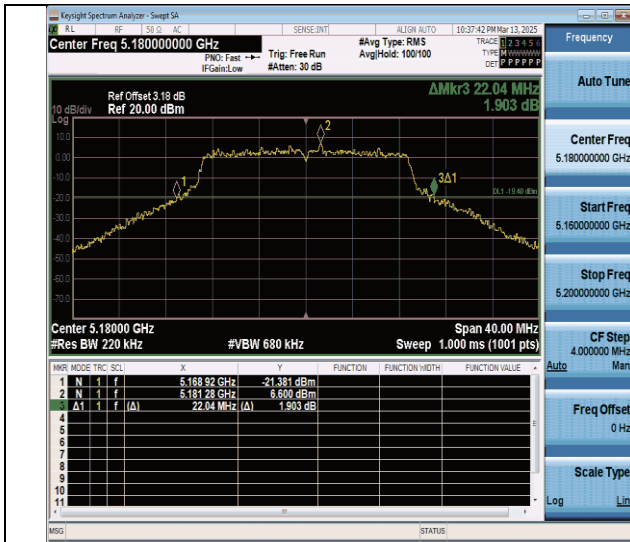 Keysight Spectrum Analyzer - Swept SA
RL RF 50 Ω AC SENSE:INT ALIGN AUTO 10:37:42 PM Mar 13, 2025
Center Freq 5.180000000 GHz
PNO: Fast
IFGain:Low
Trig: Free Run
#Atten: 30 dB
#Avg Type: RMS
Avg|Hold: 100/100
TRACE 1 2 3 4 5 6
TYPE M WWWWW
DET P P P P P P
Ref Offset 3.18 dB
10 dB/div Ref 20.00 dBm
Log
ΔMkr3 22.04 MHz
1.903 dB
10.0
0.00
-10.0
-20.0
-30.0
-40.0
-50.0
-60.0
-70.0
1
2
3Δ1
DL1 -19.40 dBm
Center 5.18000 GHz Span 40.00 MHz
#Res BW 220 kHz #VBW 680 kHz Sweep 1.000 ms (1001 pts)
MKR MODE TRC SCL X Y FUNCTION FUNCTION WIDTH FUNCTION VALUE
1 N 1 f 5.168 92 GHz -21.381 dBm
2 N 1 f 5.181 28 GHz 6.600 dBm
3 Δ1 1 f (Δ) 22.04 MHz (Δ) 1.903 dB
4
5
6
7
8
9
10
11
MSG STATUS
Frequency
Auto Tune
Center Freq
5.180000000 GHz
Start Freq
5.160000000 GHz
Stop Freq
5.200000000 GHz
CF Step
4.000000 MHz
Auto Man
Freq Offset
0 Hz
Scale Type
Log Lin